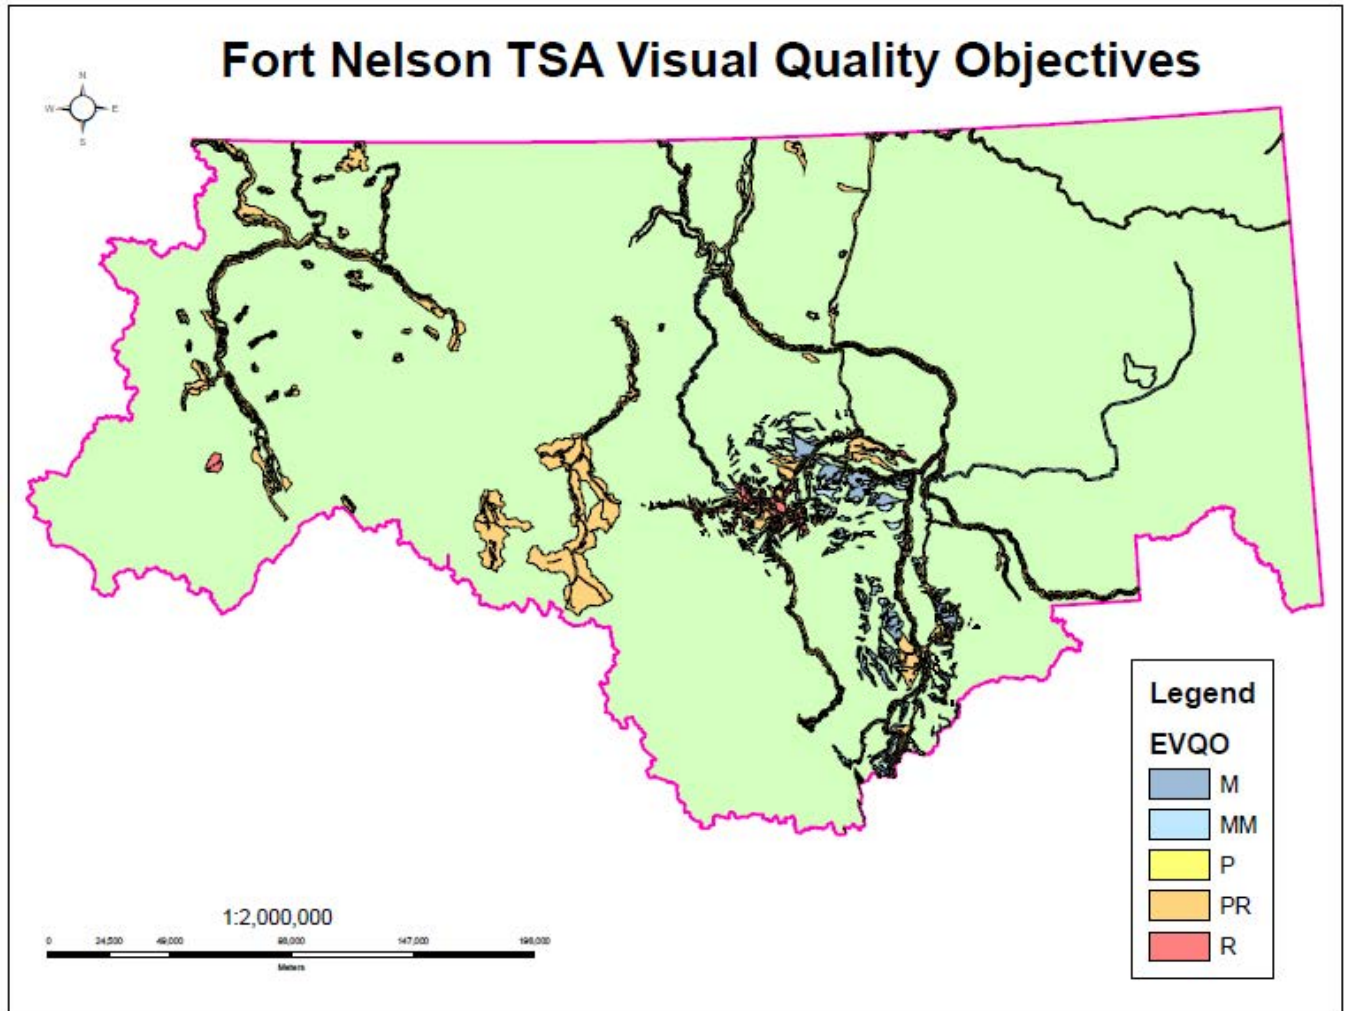 Fort Nelson TSA Visual Quality Objectives
N
W E
S
Legend
EVQO
M
MM
P
PR
R
1:2,000,000
0 24,500 49,000 98,000 147,000 196,000
Meters